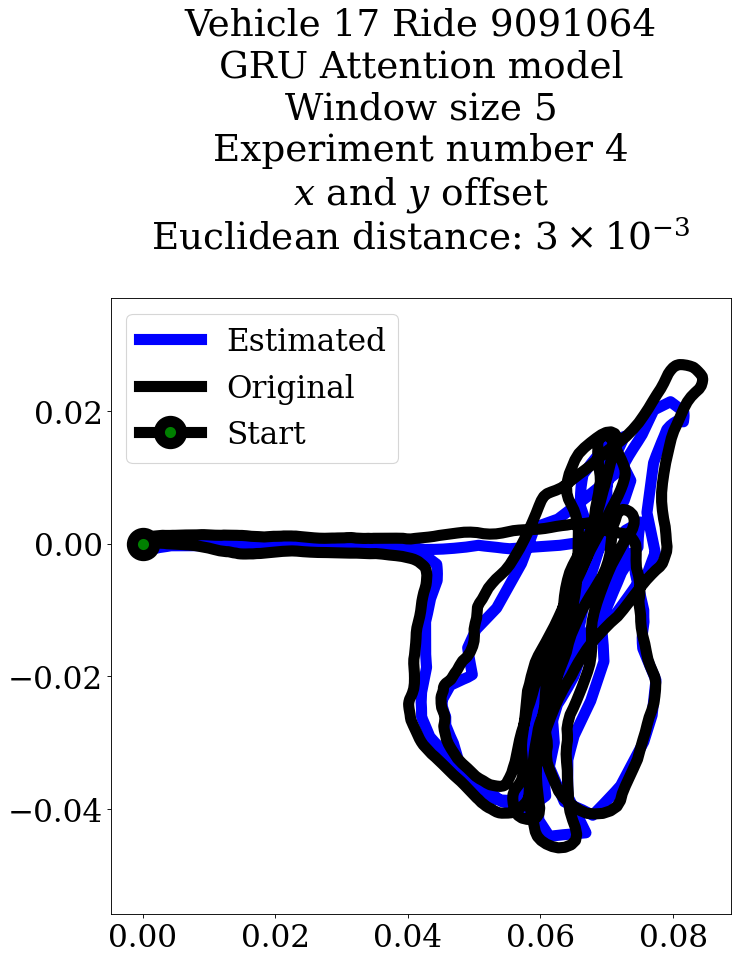 Vehicle 17 Ride 9091064
GRU Attention model
Window size 5
Experiment number 4
x and y offset
Euclidean distance: 3 × 10⁻³
Estimated
Original
Start
0.02
0.00
−0.02
−0.04
0.00 0.02 0.04 0.06 0.08